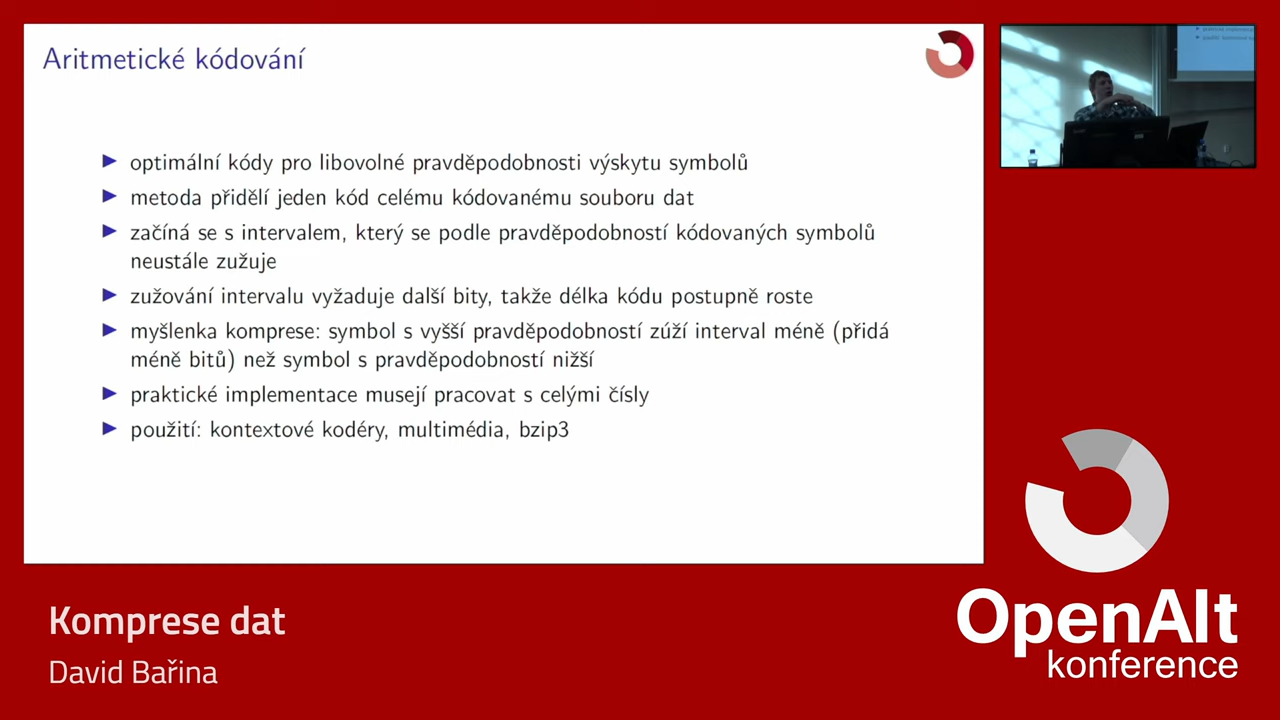 Aritmetické kódování
optimální kódy pro libovolné pravděpodobnosti výskytu symbolů
metoda přidělí jeden kód celému kódovanému souboru dat
začíná se s intervalem, který se podle pravděpodobností kódovaných symbolů
neustále zužuje
zužování intervalu vyžaduje další bity, takže délka kódu postupně roste
myšlenka komprese: symbol s vyšší pravděpodobností zúží interval méně (přidá
méně bitů) než symbol s pravděpodobností nižší
praktické implementace musejí pracovat s celými čísly
použití: kontextové kodéry, multimédia, bzip3
Komprese dat
David Bařina
OpenAlt
konference